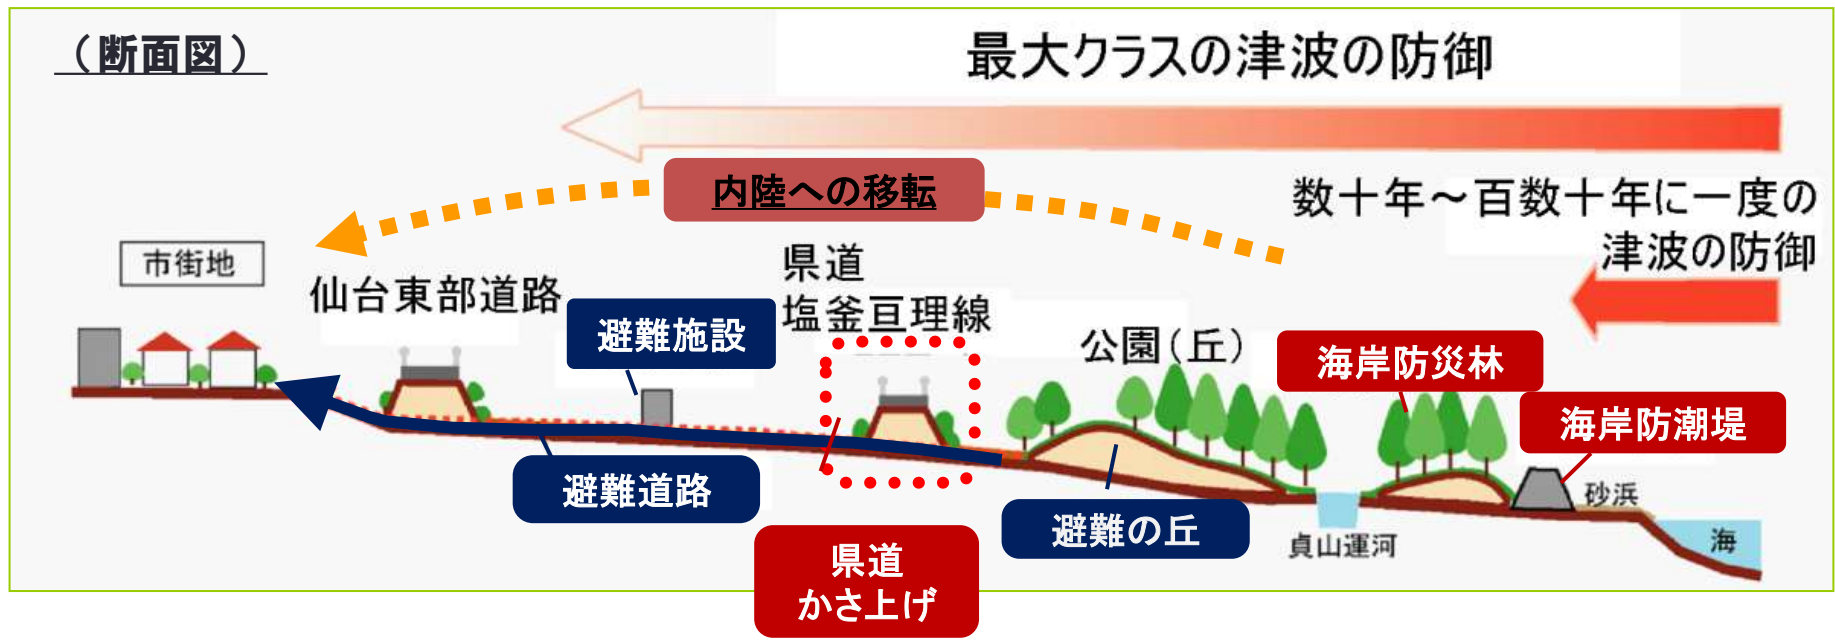 （断面図）
最大クラスの津波の防御
内陸への移転
数十年～百数十年に一度の
津波の防御
市街地
仙台東部道路
避難施設
県道
塩釜亘理線
公園（丘）
海岸防災林
海岸防潮堤
避難道路
避難の丘
砂浜
貞山運河
海
県道
かさ上げ